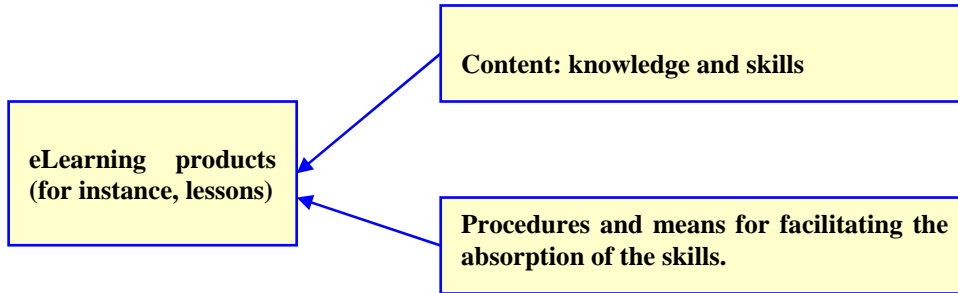 Content: knowledge and skills
eLearning products
(for instance, lessons)
Procedures and means for facilitating the
absorption of the skills.